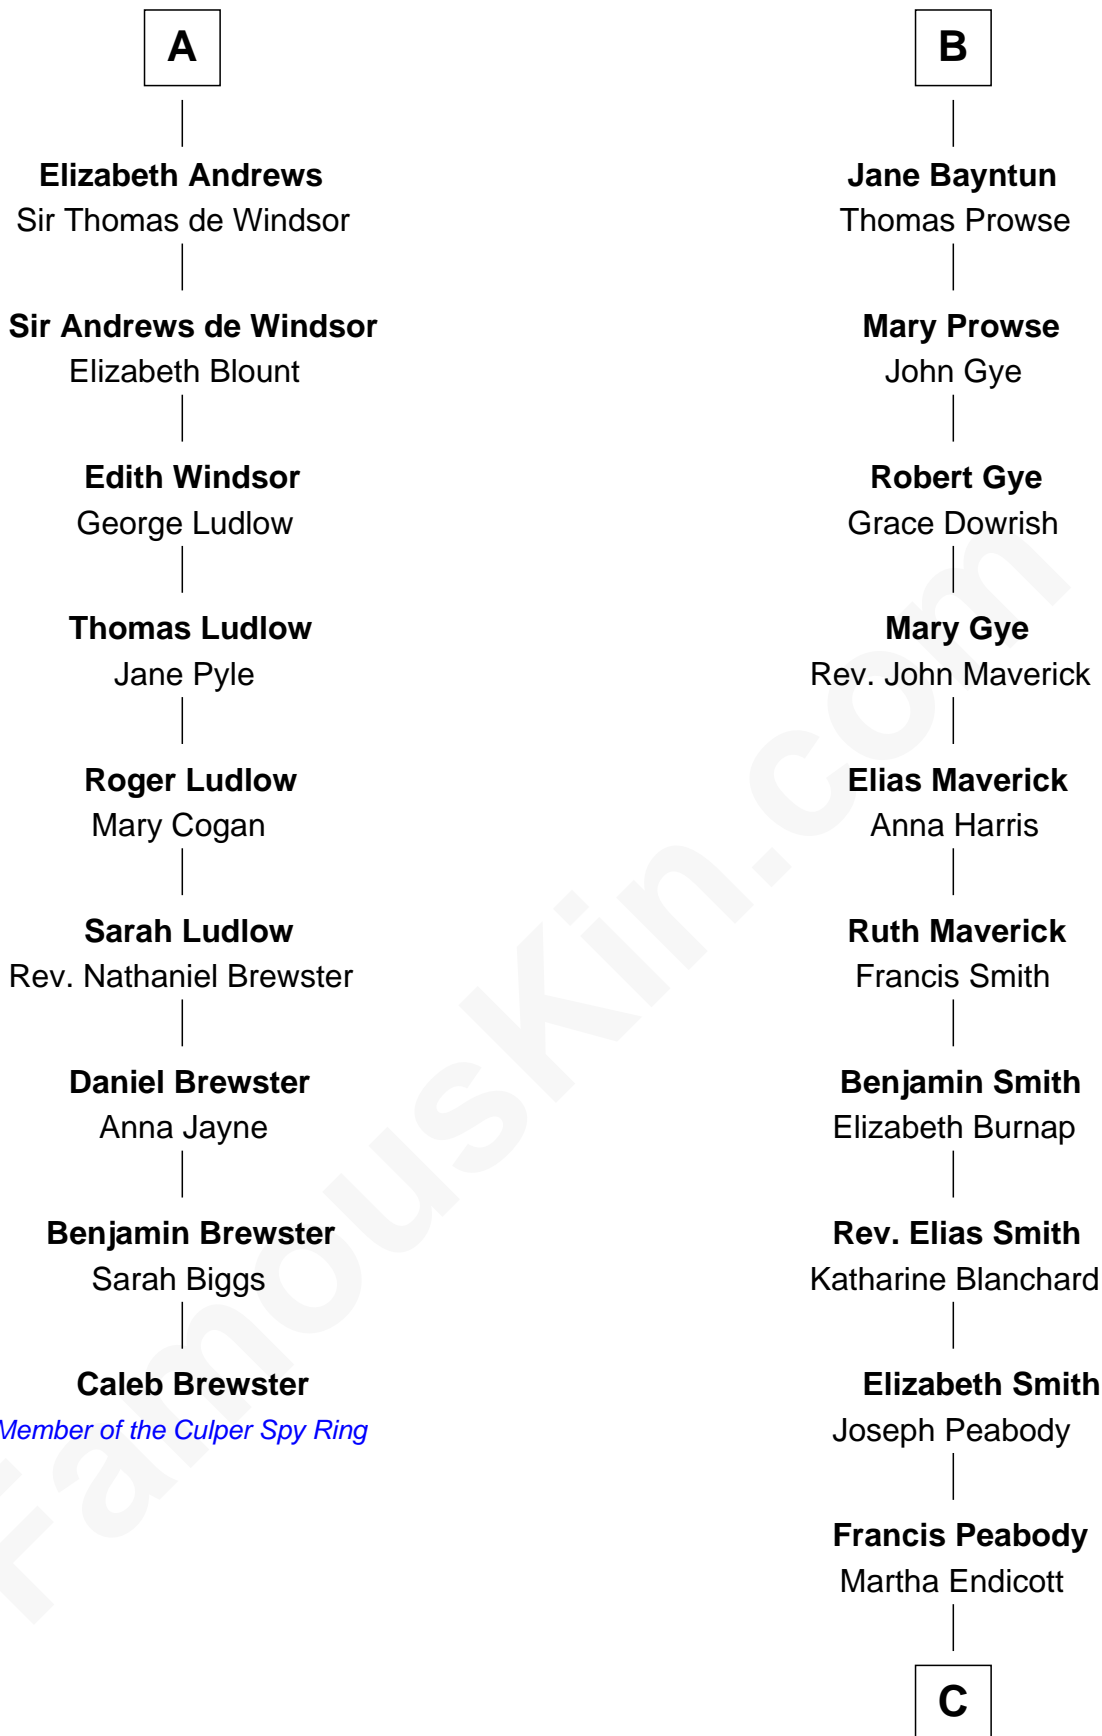 A
Elizabeth Andrews
Sir Thomas de Windsor
Sir Andrews de Windsor
Elizabeth Blount
Edith Windsor
George Ludlow
Thomas Ludlow
Jane Pyle
Roger Ludlow
Mary Cogan
Sarah Ludlow
Rev. Nathaniel Brewster
Daniel Brewster
Anna Jayne
Benjamin Brewster
Sarah Biggs
Caleb Brewster
Member of the Culper Spy Ring
B
Jane Bayntun
Thomas Prowse
Mary Prowse
John Gye
Robert Gye
Grace Dowrish
Mary Gye
Rev. John Maverick
Elias Maverick
Anna Harris
Ruth Maverick
Francis Smith
Benjamin Smith
Elizabeth Burnap
Rev. Elias Smith
Katharine Blanchard
Elizabeth Smith
Joseph Peabody
Francis Peabody
Martha Endicott
C
FamousKin.com